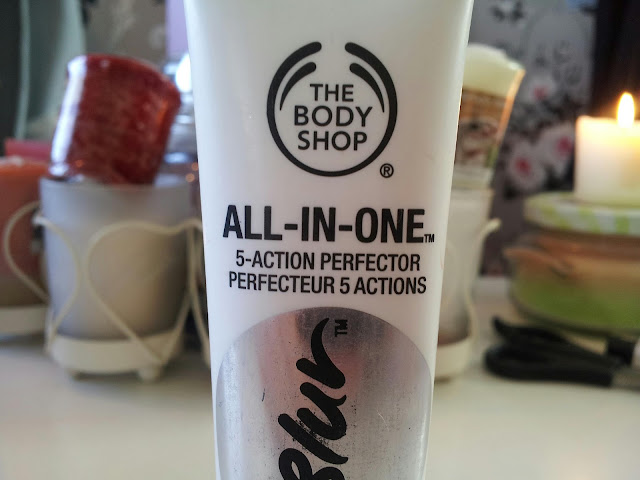 THE
BODY
SHOP
®
ALL-IN-ONE™
5-ACTION PERFECTOR
PERFECTEUR 5 ACTIONS
Blur™